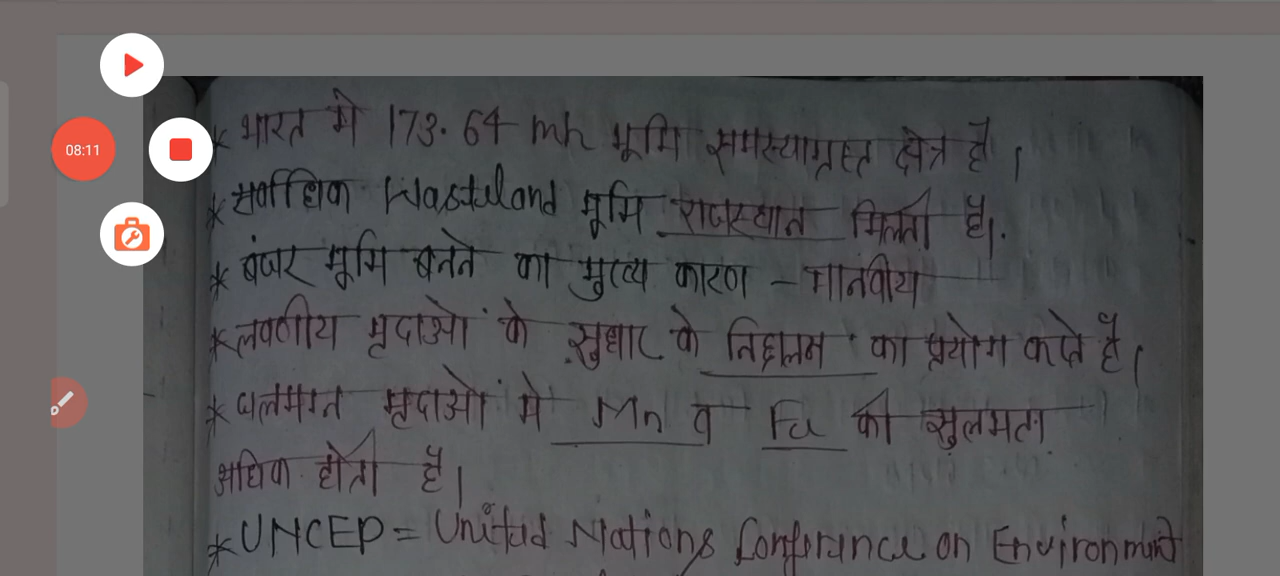 08:11
* भारत मे 173.64 mh भूमि समस्याग्रस्त क्षेत्र है ।
* सर्वाधिक Wasteland भूमि राजस्थान मिलती है।.
* बंजर भूमि बनने का मुख्य कारण - मानवीय
* लवणीय मृदाओं के सुधार के निक्षालन का प्रयोग करते है।
* जलमग्न मृदाओं मे Mn व Fe की सुलभता
अधिक होती है।
* UNCEP = United Nations Conference on Environment